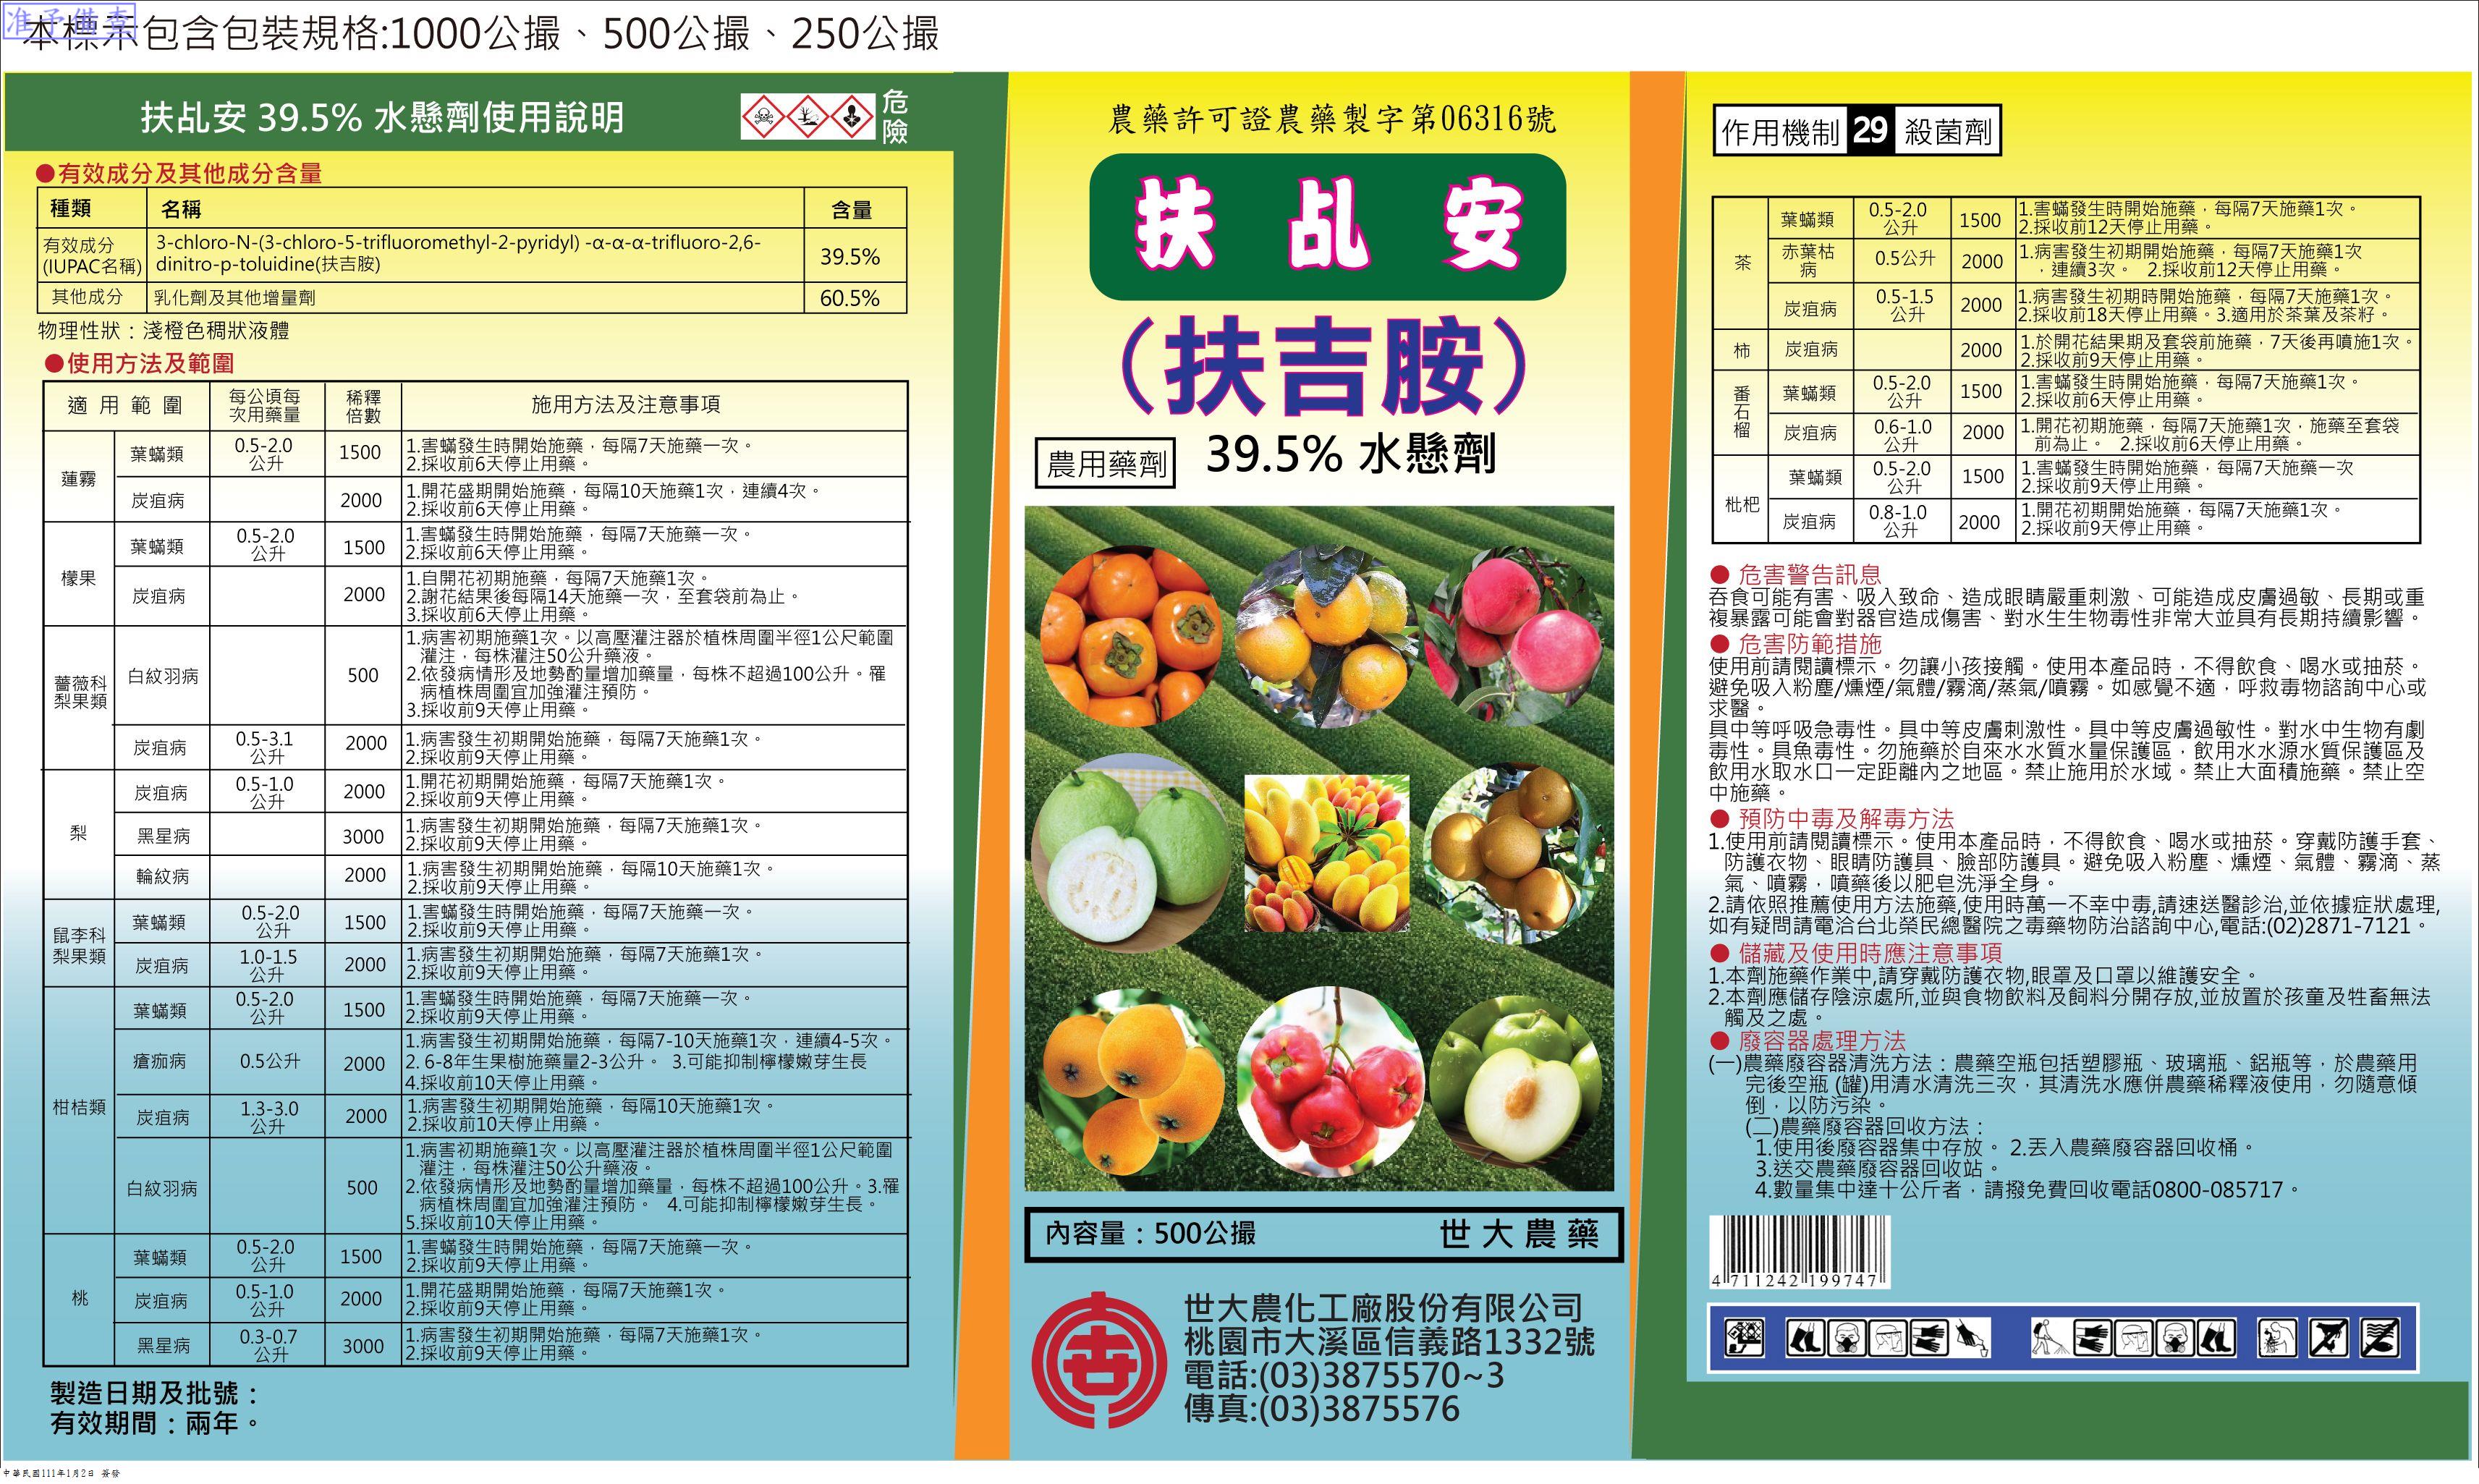 准予備查
本標示包含包裝規格:1000公撮、500公撮、250公撮
扶乩安 39.5% 水懸劑使用說明
危險
●有效成分及其他成分含量
種類 名稱 含量
有效成分(IUPAC名稱) 3-chloro-N-(3-chloro-5-trifluoromethyl-2-pyridyl) -α-α-α-trifluoro-2,6-
dinitro-p-toluidine(扶吉胺) 39.5%
其他成分 乳化劑及其他增量劑 60.5%
物理性狀：淺橙色稠狀液體
●使用方法及範圍
適用範圍 每公頃每次用藥量 稀釋倍數 施用方法及注意事項
蓮霧 葉蟎類 0.5-2.0公升 1500 1.害蟎發生時開始施藥，每隔7天施藥一次。
2.採收前6天停止用藥。
炭疽病 2000 1.開花盛期開始施藥，每隔10天施藥1次，連續4次。
2.採收前6天停止用藥。
檬果 葉蟎類 0.5-2.0公升 1500 1.害蟎發生時開始施藥，每隔7天施藥一次。
2.採收前6天停止用藥。
炭疽病 2000 1.自開花初期施藥，每隔7天施藥1次。
2.謝花結果後每隔14天施藥一次，至套袋前為止。
3.採收前6天停止用藥。
薔薇科梨果類 白紋羽病 500 1.病害初期施藥1次。以高壓灌注器於植株周圍半徑1公尺範圍
灌注，每株灌注50公升藥液。
2.依發病情形及地勢酌量增加藥量，每株不超過100公升。罹
病植株周圍宜加強灌注預防。
3.採收前9天停止用藥。
炭疽病 0.5-3.1公升 2000 1.病害發生初期開始施藥，每隔7天施藥1次。
2.採收前9天停止用藥。
梨 炭疽病 0.5-1.0公升 2000 1.開花初期開始施藥，每隔7天施藥1次。
2.採收前9天停止用藥。
黑星病 3000 1.病害發生初期開始施藥，每隔7天施藥1次。
2.採收前9天停止用藥。
輪紋病 2000 1.病害發生初期開始施藥，每隔10天施藥1次。
2.採收前9天停止用藥。
鼠李科梨果類 葉蟎類 0.5-2.0公升 1500 1.害蟎發生時開始施藥，每隔7天施藥一次。
2.採收前9天停止用藥。
炭疽病 1.0-1.5公升 2000 1.病害發生初期開始施藥，每隔7天施藥1次。
2.採收前9天停止用藥。
柑桔類 葉蟎類 0.5-2.0公升 1500 1.害蟎發生時開始施藥，每隔7天施藥一次。
2.採收前9天停止用藥。
瘡痂病 0.5公升 2000 1.病害發生初期開始施藥，每隔7-10天施藥1次，連續4-5次。
2. 6-8年生果樹施藥量2-3公升。 3.可能抑制檸檬嫩芽生長
4.採收前10天停止用藥。
炭疽病 1.3-3.0公升 2000 1.病害發生初期開始施藥，每隔10天施藥1次。
2.採收前10天停止用藥。
白紋羽病 500 1.病害初期施藥1次。以高壓灌注器於植株周圍半徑1公尺範圍
灌注，每株灌注50公升藥液。
2.依發病情形及地勢酌量增加藥量，每株不超過100公升。3.罹
病植株周圍宜加強灌注預防。 4.可能抑制檸檬嫩芽生長。
5.採收前10天停止用藥。
桃 葉蟎類 0.5-2.0公升 1500 1.害蟎發生時開始施藥，每隔7天施藥一次。
2.採收前9天停止用藥。
炭疽病 0.5-1.0公升 2000 1.開花盛期開始施藥，每隔7天施藥1次。
2.採收前9天停止用藥。
黑星病 0.3-0.7公升 3000 1.病害發生初期開始施藥，每隔7天施藥1次。
2.採收前9天停止用藥。
製造日期及批號：
有效期間：兩年。
農藥許可證農藥製字第06316號
扶乩安
（扶吉胺）
農用藥劑
39.5% 水懸劑
內容量：500公撮 世大農藥
世大農化工廠股份有限公司
桃園市大溪區信義路1332號
電話:(03)3875570~3
傳真:(03)3875576
作用機制 29 殺菌劑
茶 葉蟎類 0.5-2.0公升 1500 1.害蟎發生時開始施藥，每隔7天施藥1次。
2.採收前12天停止用藥。
赤葉枯病 0.5公升 2000 1.病害發生初期開始施藥，每隔7天施藥1次
，連續3次。 2.採收前12天停止用藥。
炭疽病 0.5-1.5公升 2000 1.病害發生初期時開始施藥，每隔7天施藥1次。
2.採收前18天停止用藥。3.適用於茶葉及茶籽。
柿 炭疽病 2000 1.於開花結果期及套袋前施藥，7天後再噴施1次。
2.採收前9天停止用藥。
番石榴 葉蟎類 0.5-2.0公升 1500 1.害蟎發生時開始施藥，每隔7天施藥1次。
2.採收前6天停止用藥。
炭疽病 0.6-1.0公升 2000 1.開花初期施藥，每隔7天施藥1次，施藥至套袋
前為止。 2.採收前6天停止用藥。
枇杷 葉蟎類 0.5-2.0公升 1500 1.害蟎發生時開始施藥，每隔7天施藥一次
2.採收前9天停止用藥。
炭疽病 0.8-1.0公升 2000 1.開花初期開始施藥，每隔7天施藥1次。
2.採收前9天停止用藥。
● 危害警告訊息
吞食可能有害、吸入致命、造成眼睛嚴重刺激、可能造成皮膚過敏、長期或重
複暴露可能會對器官造成傷害、對水生生物毒性非常大並具有長期持續影響。
● 危害防範措施
使用前請閱讀標示。勿讓小孩接觸。使用本產品時，不得飲食、喝水或抽菸。
避免吸入粉塵/燻煙/氣體/霧滴/蒸氣/噴霧。如感覺不適，呼救毒物諮詢中心或
求醫。
具中等呼吸急毒性。具中等皮膚刺激性。具中等皮膚過敏性。對水中生物有劇
毒性。具魚毒性。勿施藥於自來水水質水量保護區，飲用水水源水質保護區及
飲用水取水口一定距離內之地區。禁止施用於水域。禁止大面積施藥。禁止空
中施藥。
● 預防中毒及解毒方法
1.使用前請閱讀標示。使用本產品時，不得飲食、喝水或抽菸。穿戴防護手套、
防護衣物、眼睛防護具、臉部防護具。避免吸入粉塵、燻煙、氣體、霧滴、蒸
氣、噴霧，噴藥後以肥皂洗淨全身。
2.請依照推薦使用方法施藥,使用時萬一不幸中毒,請速送醫診治,並依據症狀處理,
如有疑問請電洽台北榮民總醫院之毒藥物防治諮詢中心,電話:(02)2871-7121。
● 儲藏及使用時應注意事項
1.本劑施藥作業中,請穿戴防護衣物,眼罩及口罩以維護安全。
2.本劑應儲存陰涼處所,並與食物飲料及飼料分開存放,並放置於孩童及牲畜無法
觸及之處。
● 廢容器處理方法
(一)農藥廢容器清洗方法：農藥空瓶包括塑膠瓶、玻璃瓶、鋁瓶等，於農藥用
完後空瓶 (罐)用清水清洗三次，其清洗水應併農藥稀釋液使用，勿隨意傾
倒，以防污染。
(二)農藥廢容器回收方法：
1.使用後廢容器集中存放。 2.丟入農藥廢容器回收桶。
3.送交農藥廢容器回收站。
4.數量集中達十公斤者，請撥免費回收電話0800-085717。
4 711242 199747
中華民國111年1月2日 簽發